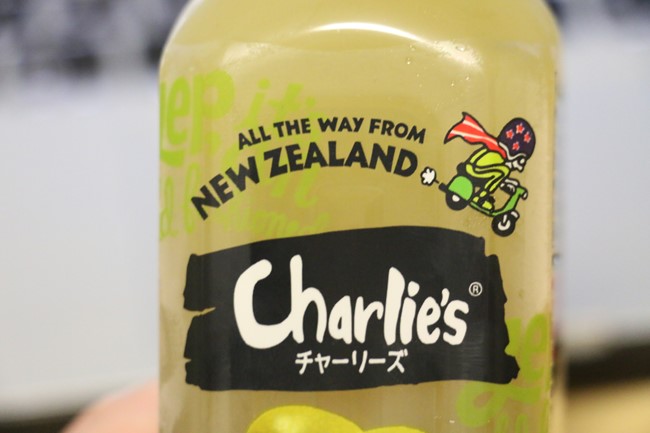 ALL THE WAY FROM
NEW ZEALAND
Charlie's®
チャーリーズ